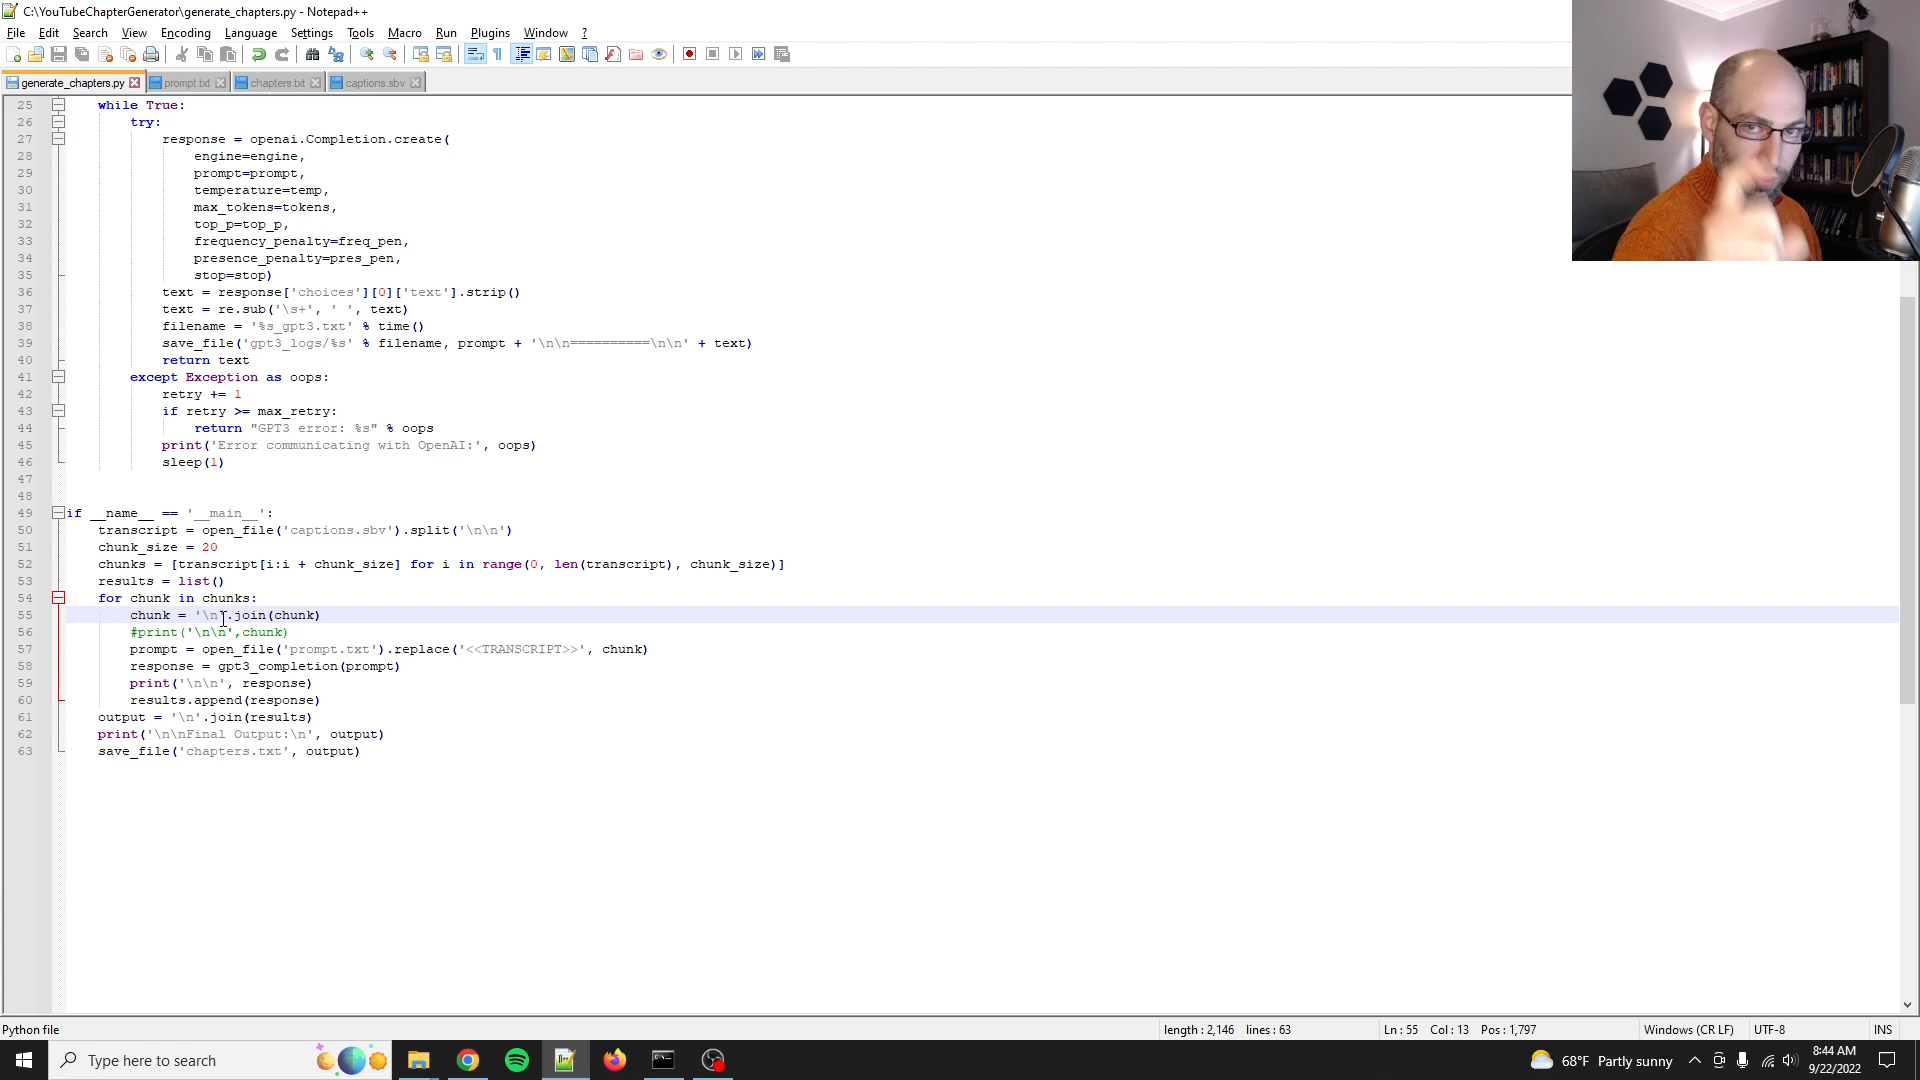 C:\YouTubeChapterGenerator\generate_chapters.py - Notepad++
File Edit Search View Encoding Language Settings Tools Macro Run Plugins Window ?
generate_chapters.py prompt.txt chapters.txt captions.sbv
25 while True:
26 try:
27 response = openai.Completion.create(
28 engine=engine,
29 prompt=prompt,
30 temperature=temp,
31 max_tokens=tokens,
32 top_p=top_p,
33 frequency_penalty=freq_pen,
34 presence_penalty=pres_pen,
35 stop=stop)
36 text = response['choices'][0]['text'].strip()
37 text = re.sub('\s+', ' ', text)
38 filename = '%s_gpt3.txt' % time()
39 save_file('gpt3_logs/%s' % filename, prompt + '\n\n==========\n\n' + text)
40 return text
41 except Exception as oops:
42 retry += 1
43 if retry >= max_retry:
44 return "GPT3 error: %s" % oops
45 print('Error communicating with OpenAI:', oops)
46 sleep(1)
47
48
49 if __name__ == '__main__':
50 transcript = open_file('captions.sbv').split('\n\n')
51 chunk_size = 20
52 chunks = [transcript[i:i + chunk_size] for i in range(0, len(transcript), chunk_size)]
53 results = list()
54 for chunk in chunks:
55 chunk = '\n'.join(chunk)
56 #print('\n\n',chunk)
57 prompt = open_file('prompt.txt').replace('<<TRANSCRIPT>>', chunk)
58 response = gpt3_completion(prompt)
59 print('\n\n', response)
60 results.append(response)
61 output = '\n'.join(results)
62 print('\n\nFinal Output:\n', output)
63 save_file('chapters.txt', output)
Python file length : 2,146 lines : 63 Ln : 55 Col : 13 Pos : 1,797 Windows (CR LF) UTF-8 INS
Type here to search 68°F Partly sunny 8:44 AM
9/22/2022